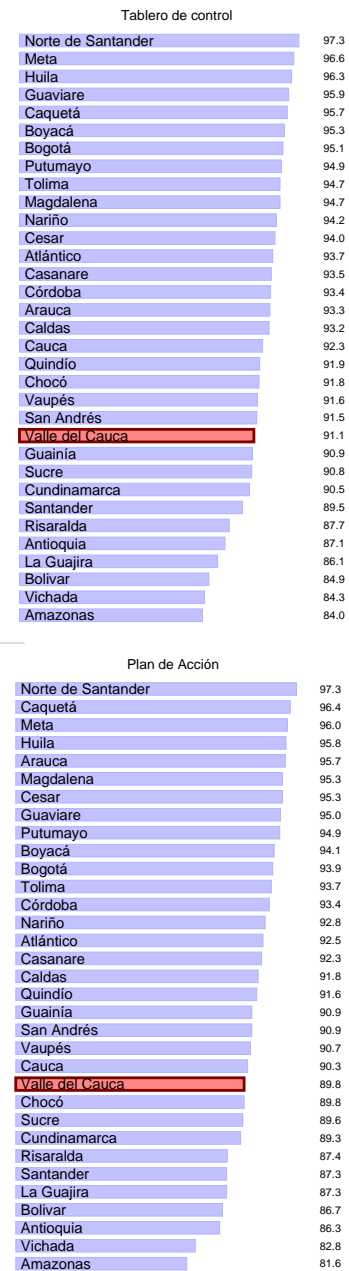 Tablero de control
Norte de Santander 97.3
Meta 96.6
Huila 96.3
Guaviare 95.9
Caquetá 95.7
Boyacá 95.3
Bogotá 95.1
Putumayo 94.9
Tolima 94.7
Magdalena 94.7
Nariño 94.2
Cesar 94.0
Atlántico 93.7
Casanare 93.5
Córdoba 93.4
Arauca 93.3
Caldas 93.2
Cauca 92.3
Quindío 91.9
Chocó 91.8
Vaupés 91.6
San Andrés 91.5
Valle del Cauca 91.1
Guainía 90.9
Sucre 90.8
Cundinamarca 90.5
Santander 89.5
Risaralda 87.7
Antioquia 87.1
La Guajira 86.1
Bolivar 84.9
Vichada 84.3
Amazonas 84.0
Plan de Acción
Norte de Santander 97.3
Caquetá 96.4
Meta 96.0
Huila 95.8
Arauca 95.7
Magdalena 95.3
Cesar 95.3
Guaviare 95.0
Putumayo 94.9
Boyacá 94.1
Bogotá 93.9
Tolima 93.7
Córdoba 93.4
Nariño 92.8
Atlántico 92.5
Casanare 92.3
Caldas 91.8
Quindío 91.6
Guainía 90.9
San Andrés 90.9
Vaupés 90.7
Cauca 90.3
Valle del Cauca 89.8
Chocó 89.8
Sucre 89.6
Cundinamarca 89.3
Risaralda 87.4
Santander 87.3
La Guajira 87.3
Bolivar 86.7
Antioquia 86.3
Vichada 82.8
Amazonas 81.6